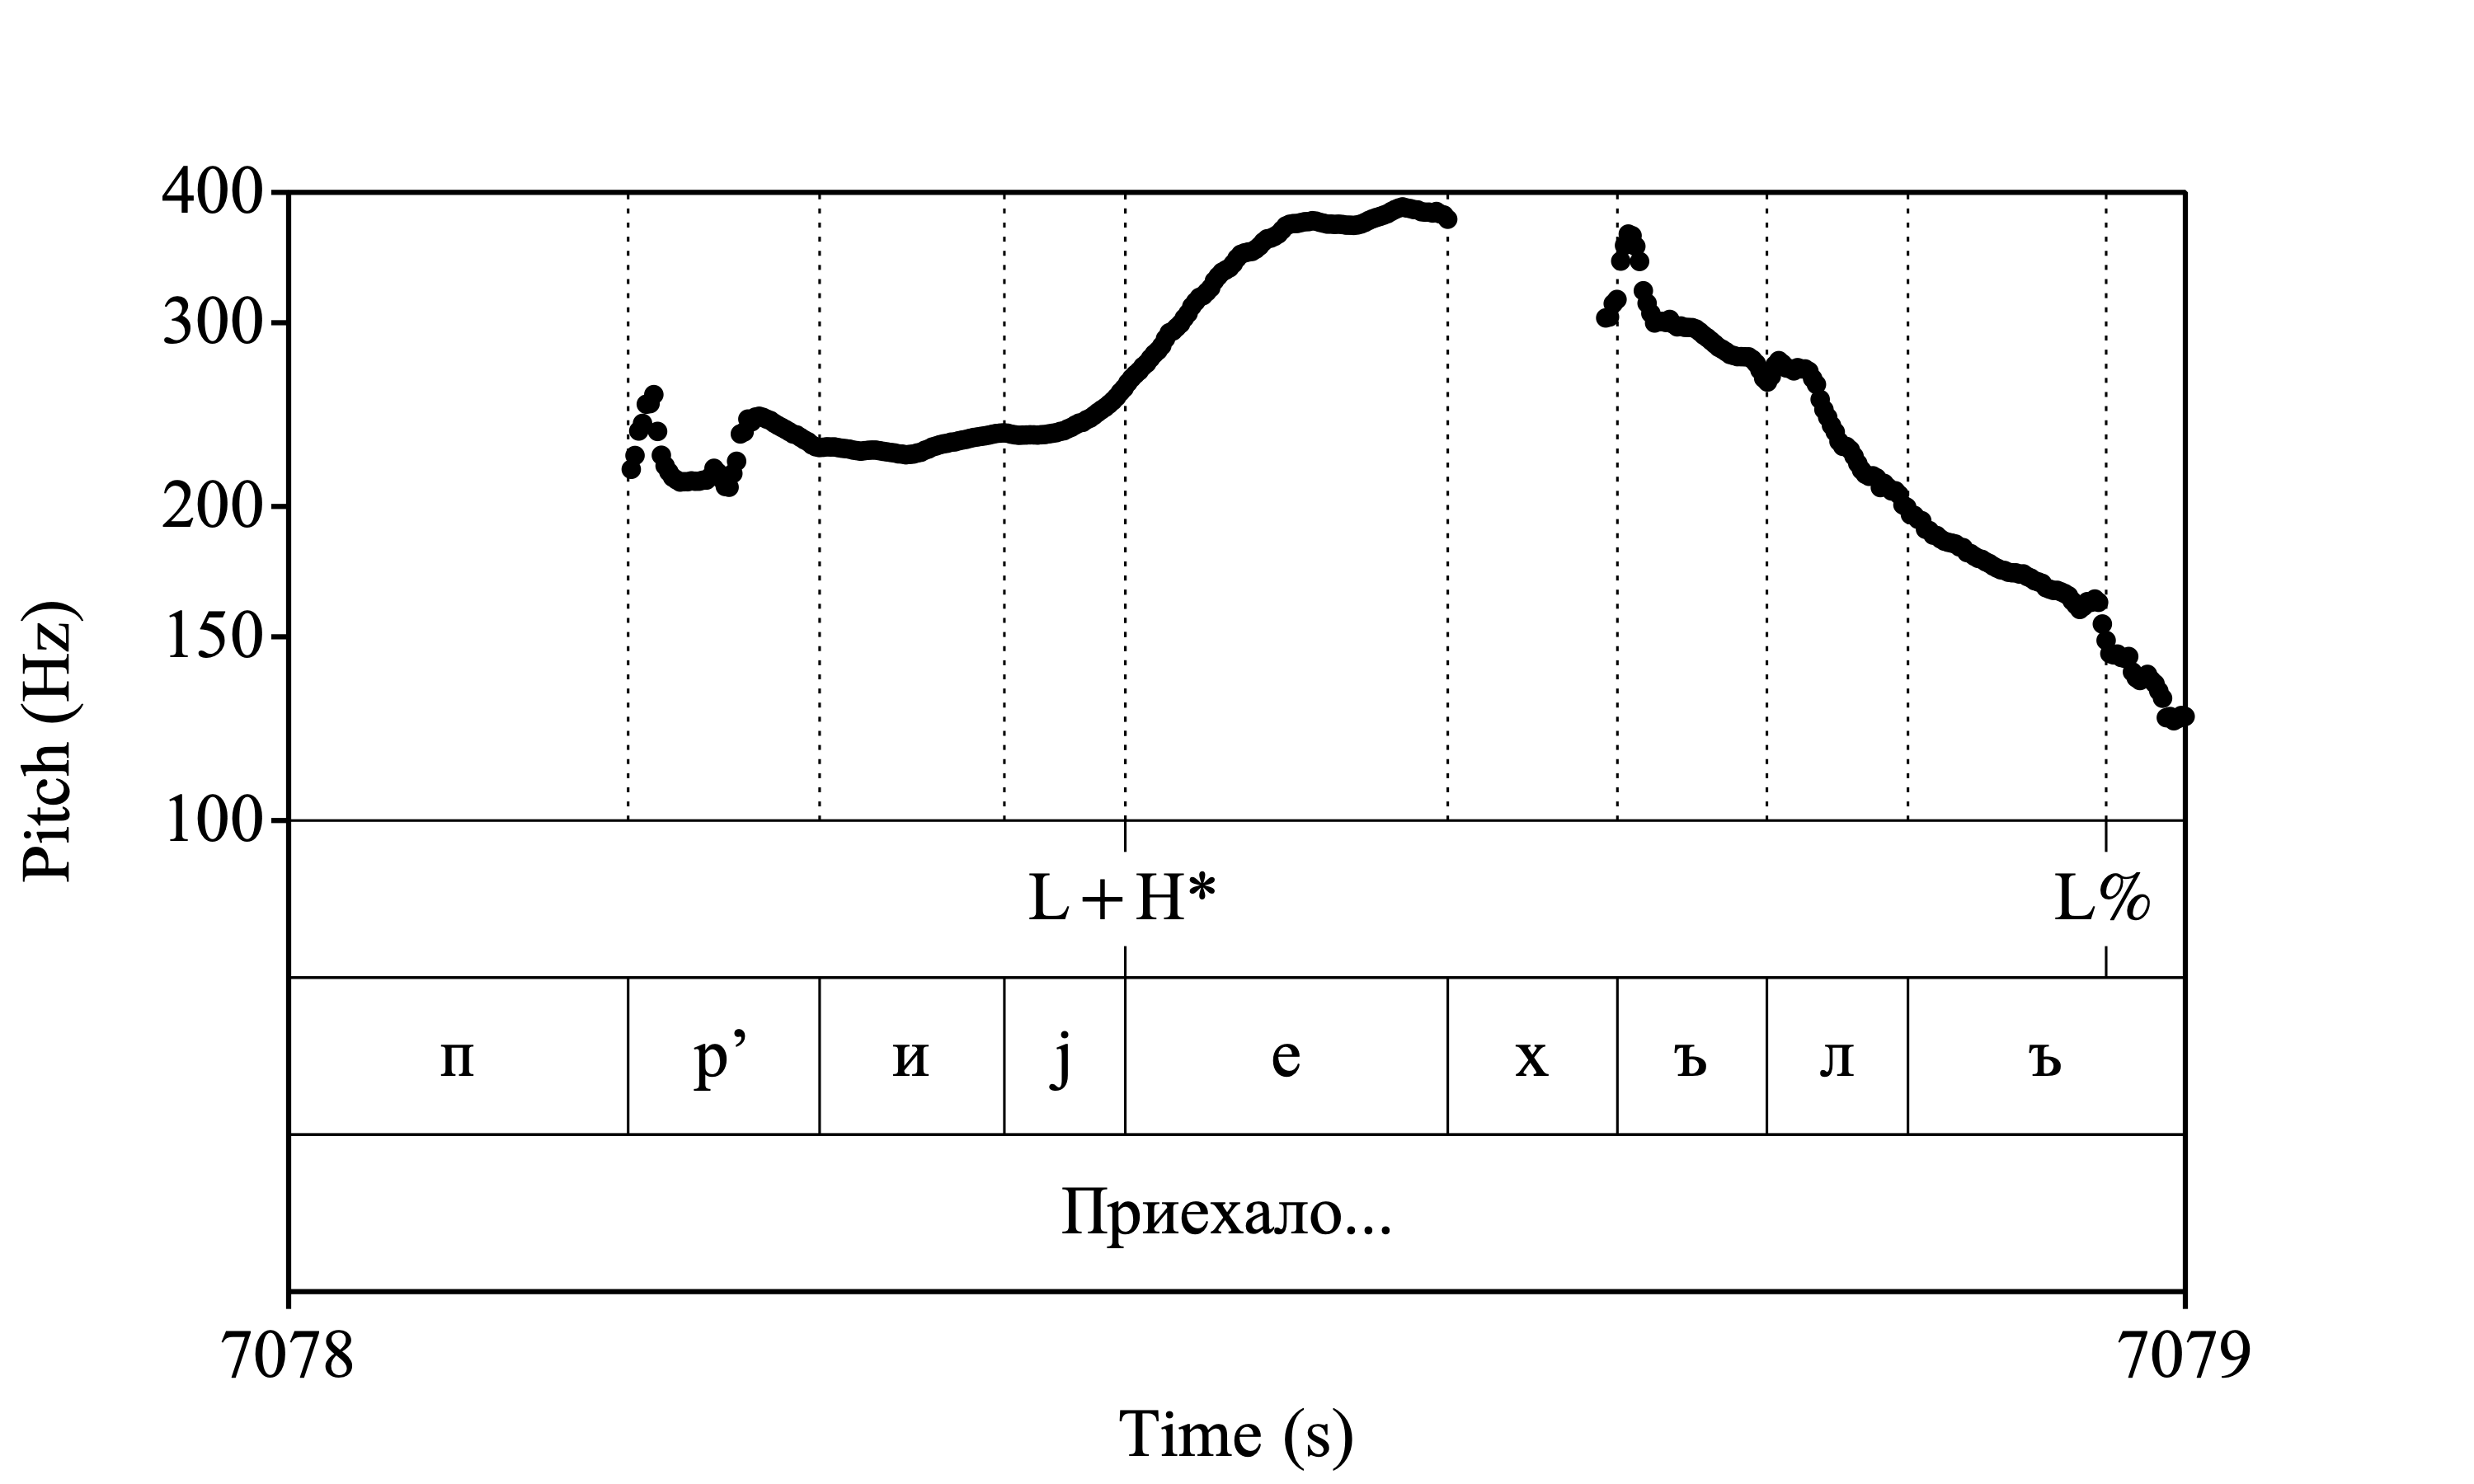 400
300
200
150
100
Pitch (Hz)
L+H* L%
п р’ и j е х ъ л ъ
Приехало...
7078 7079
Time (s)